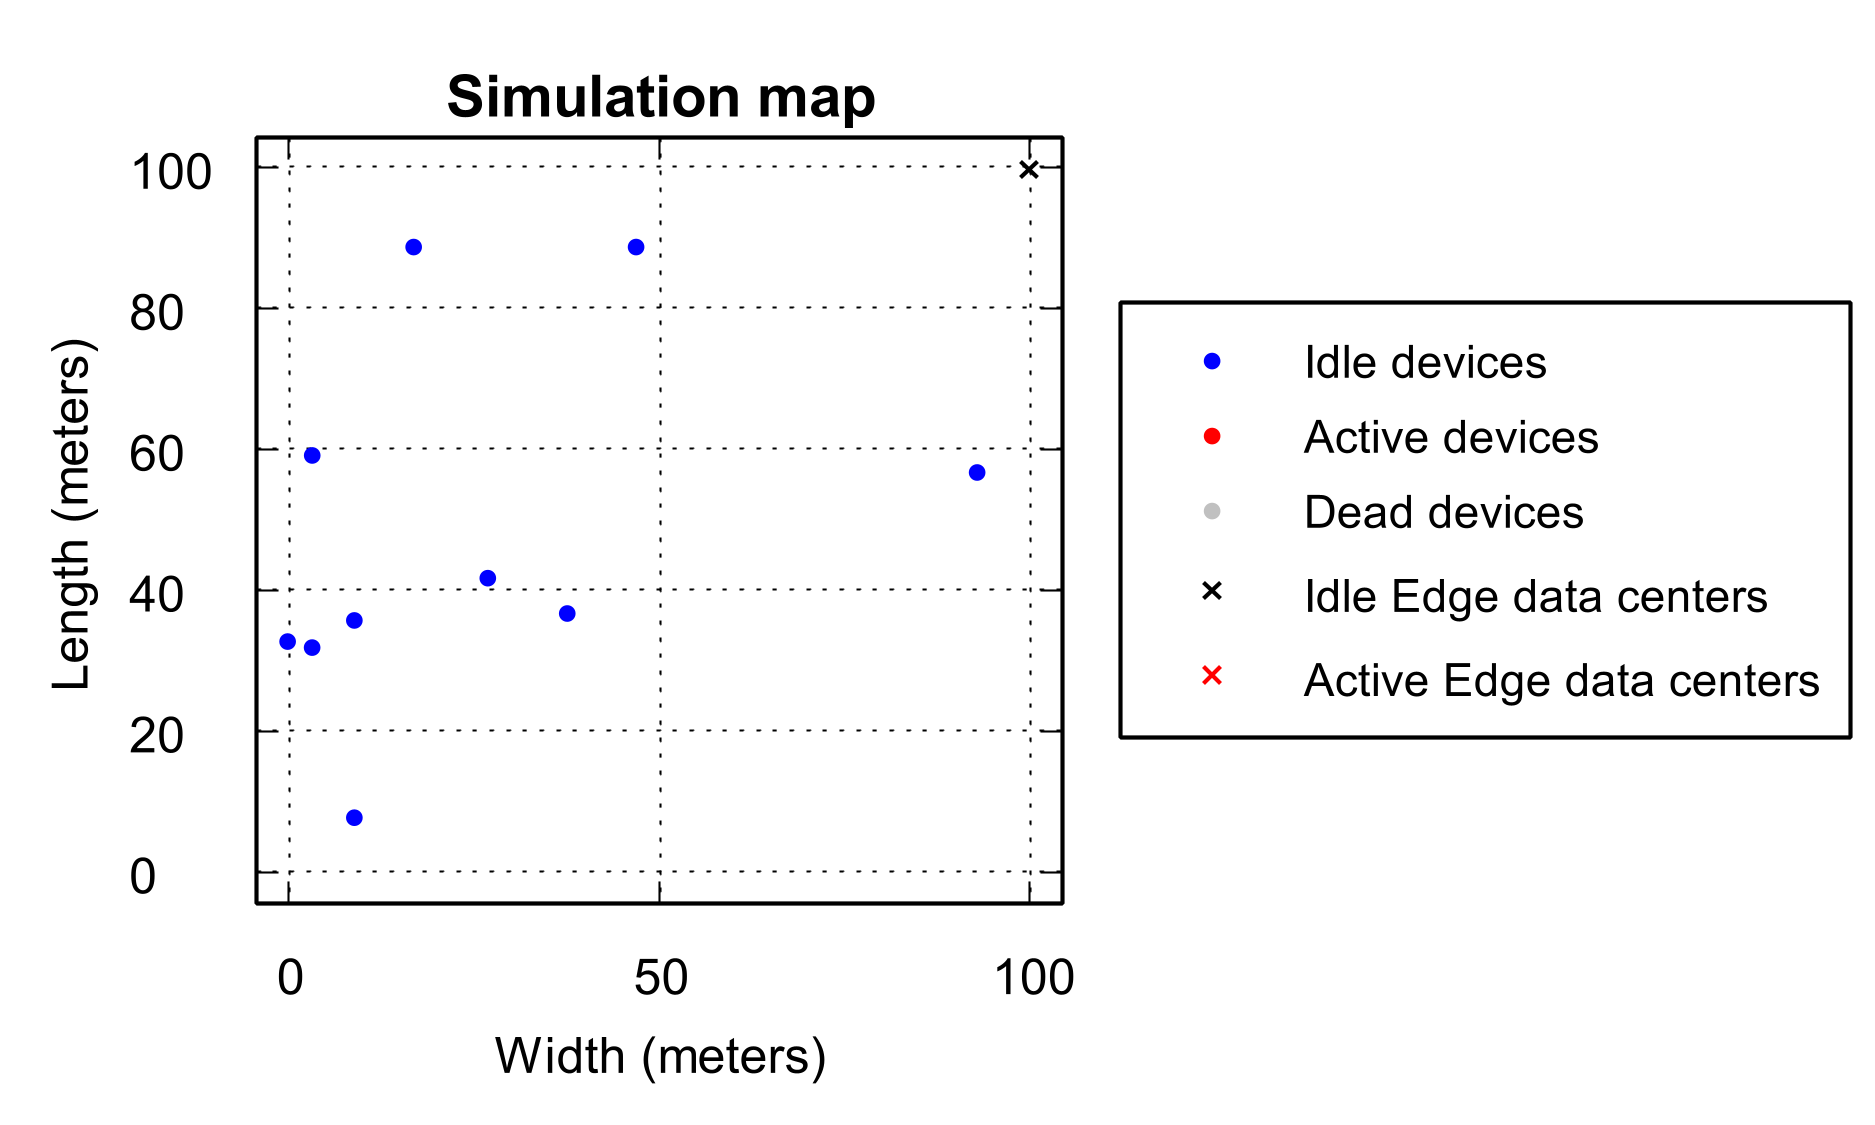 Simulation map
100
80
60
40
20
0
Length (meters)
0 50 100
Width (meters)
Idle devices
Active devices
Dead devices
Idle Edge data centers
Active Edge data centers